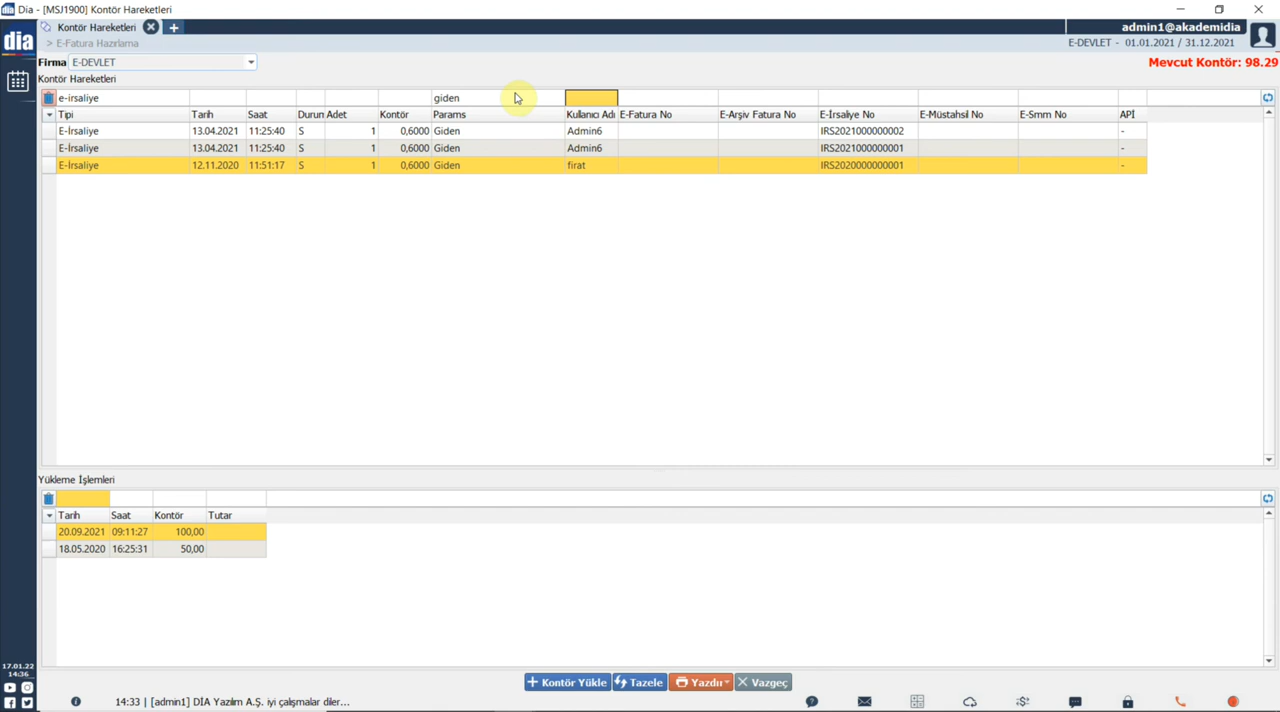 Dia - [MSJ1900] Kontör Hareketleri
dia
Kontör Hareketleri
admin1@akademidia
> E-Fatura Hazırlama
E-DEVLET - 01.01.2021 / 31.12.2021
Firma E-DEVLET
Mevcut Kontör: 98.29
Kontör Hareketleri
e-irsaliye giden
Tipi Tarih Saat Durun Adet Kontör Params Kullanıcı Adı E-Fatura No E-Arşiv Fatura No E-İrsaliye No E-Müstahsil No E-Smm No APİ
E-İrsaliye 13.04.2021 11:25:40 S 1 0,6000 Giden Admin6 IRS2021000000002 -
E-İrsaliye 13.04.2021 11:25:40 S 1 0,6000 Giden Admin6 IRS2021000000001 -
E-İrsaliye 12.11.2020 11:51:17 S 1 0,6000 Giden firat IRS2020000000001 -
Yükleme İşlemleri
Tarih Saat Kontör Tutar
20.09.2021 09:11:27 100,00
18.05.2020 16:25:31 50,00
Kontör Yükle Tazele Yazdır Vazgeç
17.01.22
14:36
14:33 | [admin1] DİA Yazılım A.Ş. iyi çalışmalar diler...